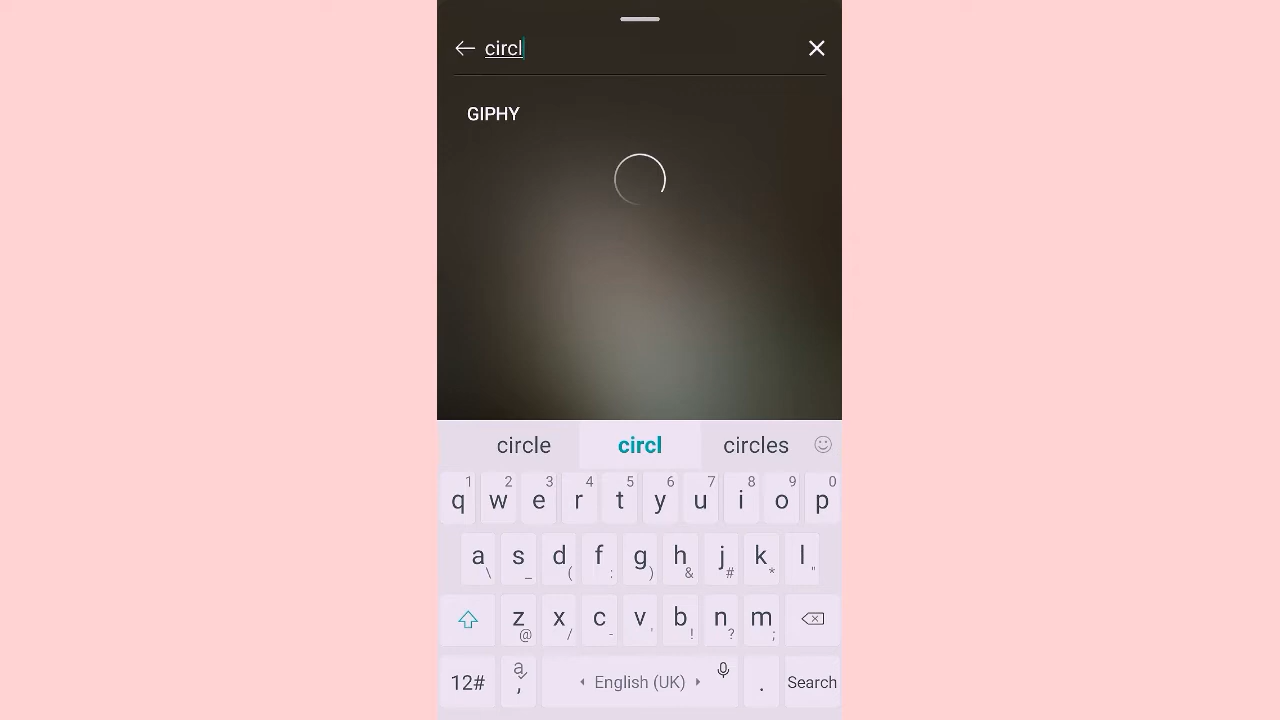 circl
GIPHY
circle circl circles
1 2 3 4 5 6 7 8 9 0
q w e r t y u i o p
a s d f g h j k l
\ _ ( : ) & # * "
z x c v b n m
@ / - ' ! ? ;
12# a , English (UK) . Search